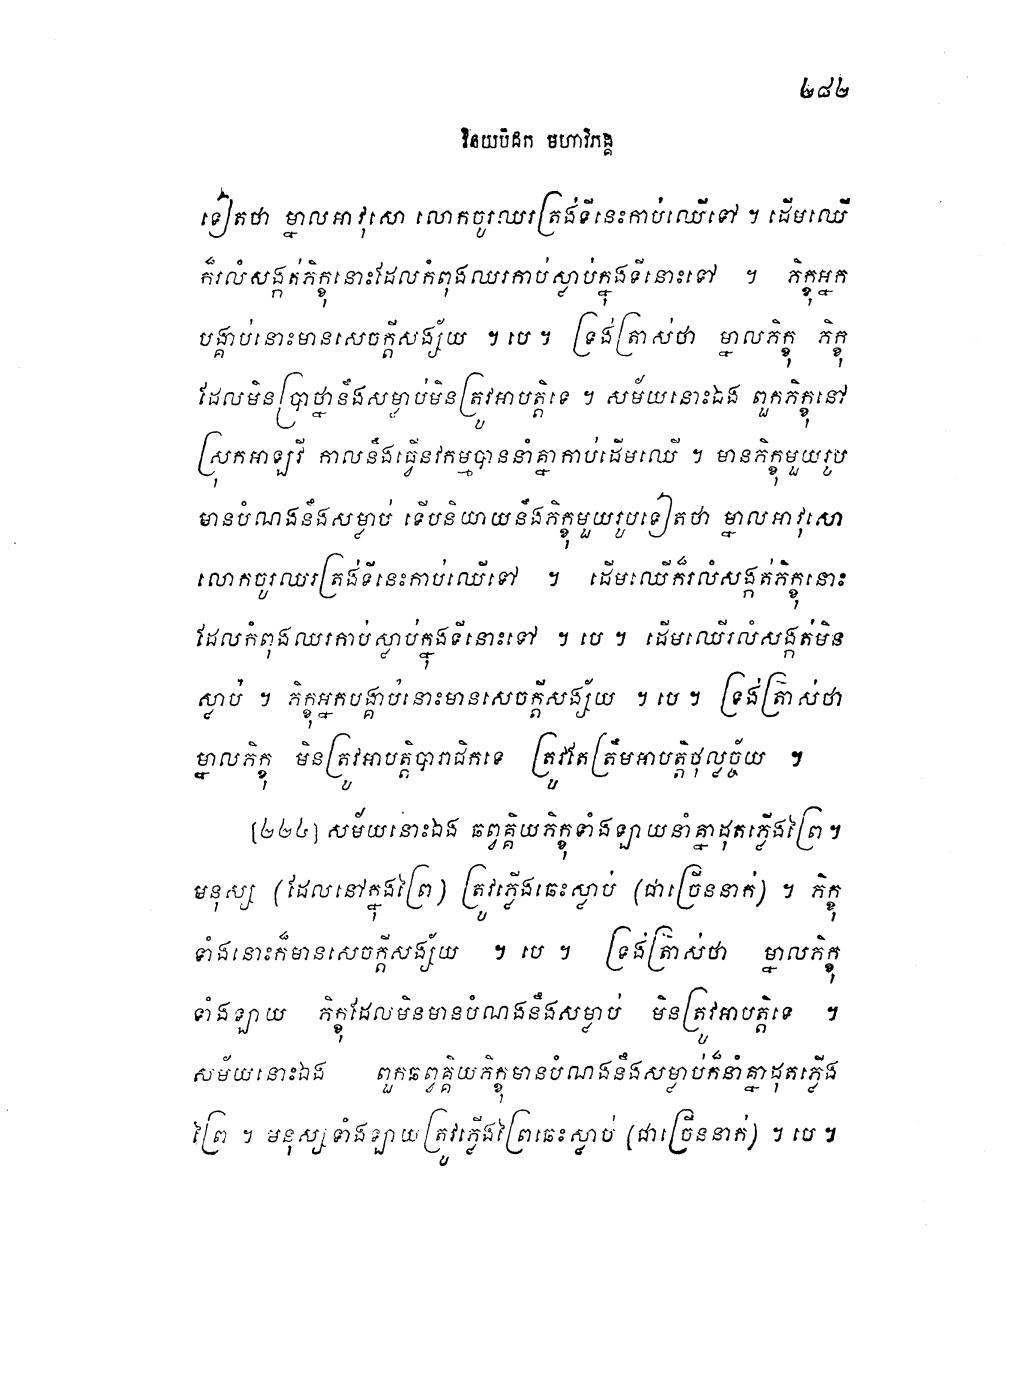 ២៨២
វិនយបិដក មហាវិភង្គ
ទៀតថា ម្នាលអាវុសោ លោកចូរឈរត្រង់ទីនេះកាប់ឈើទៅ ។ ដើមឈើ
ក៏រលំសង្កត់ភិក្ខុនោះដែលកំពុងឈរកាប់ស្លាប់ក្នុងទីនោះទៅ ។ ភិក្ខុអ្នក
បង្គាប់នោះមានសេចក្តីសង្ស័យ ។ បេ ។ ទ្រង់ត្រាស់ថា ម្នាលភិក្ខុ ភិក្ខុ
ដែលមិនប្រាថ្នានឹងសម្លាប់មិនត្រូវអាបត្តិទេ ។ សម័យនោះឯង ពួកភិក្ខុនៅ
ស្រុកអាឡវី កាលនឹងធ្វើនវកម្មបាននាំគ្នាកាប់ដើមឈើ ។ មានភិក្ខុមួយរូប
មានបំណងនឹងសម្លាប់ ទើបនិយាយនឹងភិក្ខុមួយរូបទៀតថា ម្នាលអាវុសោ
លោកចូរឈរត្រង់ទីនេះកាប់ឈើទៅ ។ ដើមឈើក៏រលំសង្កត់ភិក្ខុនោះ
ដែលកំពុងឈរកាប់ស្លាប់ក្នុងទីនោះទៅ ។ បេ ។ ដើមឈើរលំសង្កត់មិន
ស្លាប់ ។ ភិក្ខុអ្នកបង្គាប់នោះមានសេចក្តីសង្ស័យ ។ បេ ។ ទ្រង់ត្រាស់ថា
ម្នាលភិក្ខុ មិនត្រូវអាបត្តិបារាជិកទេ ត្រូវតែត្រឹមអាបត្តិថុល្លច្ច័យ ។
[២២៤] សម័យនោះឯង ឆព្វគ្គិយភិក្ខុទាំងឡាយនាំគ្នាដុតភ្លើងព្រៃ ។
មនុស្ស (ដែលនៅក្នុងព្រៃ) ត្រូវភ្លើងឆេះស្លាប់ (ជាច្រើននាក់) ។ ភិក្ខុ
ទាំងនោះក៏មានសេចក្តីសង្ស័យ ។ បេ ។ ទ្រង់ត្រាស់ថា ម្នាលភិក្ខុ
ទាំងឡាយ ភិក្ខុដែលមិនមានបំណងនឹងសម្លាប់ មិនត្រូវអាបត្តិទេ ។
សម័យនោះឯង ពួកឆព្វគ្គិយភិក្ខុមានបំណងនឹងសម្លាប់ក៏នាំគ្នាដុតភ្លើង
ព្រៃ ។ មនុស្សទាំងឡាយត្រូវភ្លើងព្រៃឆេះស្លាប់ (ជាច្រើននាក់) ។ បេ ។